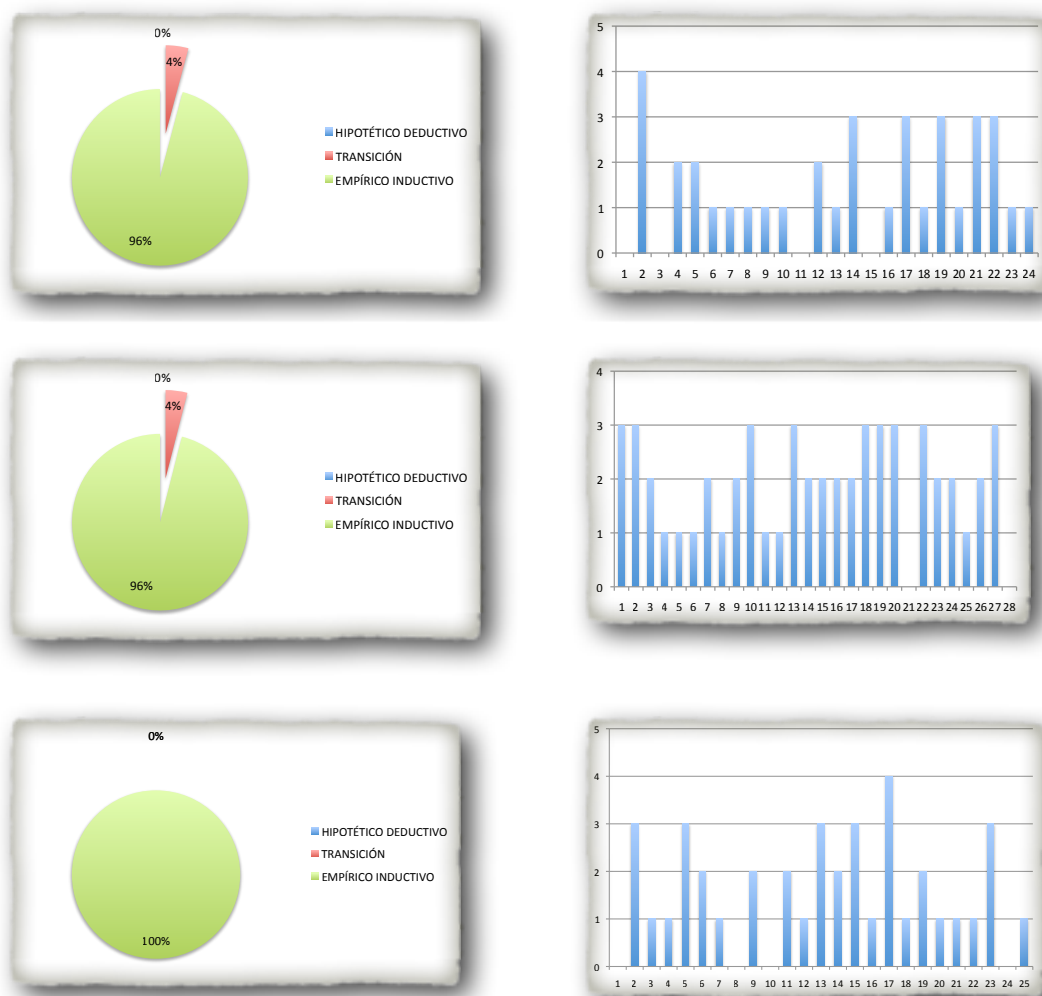 0%
4%
96%
HIPOTÉTICO DEDUCTIVO
TRANSICIÓN
EMPÍRICO INDUCTIVO
5
4
3
2
1
0
1 2 3 4 5 6 7 8 9 10 11 12 13 14 15 16 17 18 19 20 21 22 23 24
0%
4%
96%
HIPOTÉTICO DEDUCTIVO
TRANSICIÓN
EMPÍRICO INDUCTIVO
4
3
2
1
0
1 2 3 4 5 6 7 8 9 10 11 12 13 14 15 16 17 18 19 20 21 22 23 24 25 26 27 28
0%
100%
HIPOTÉTICO DEDUCTIVO
TRANSICIÓN
EMPÍRICO INDUCTIVO
5
4
3
2
1
0
1 2 3 4 5 6 7 8 9 10 11 12 13 14 15 16 17 18 19 20 21 22 23 24 25